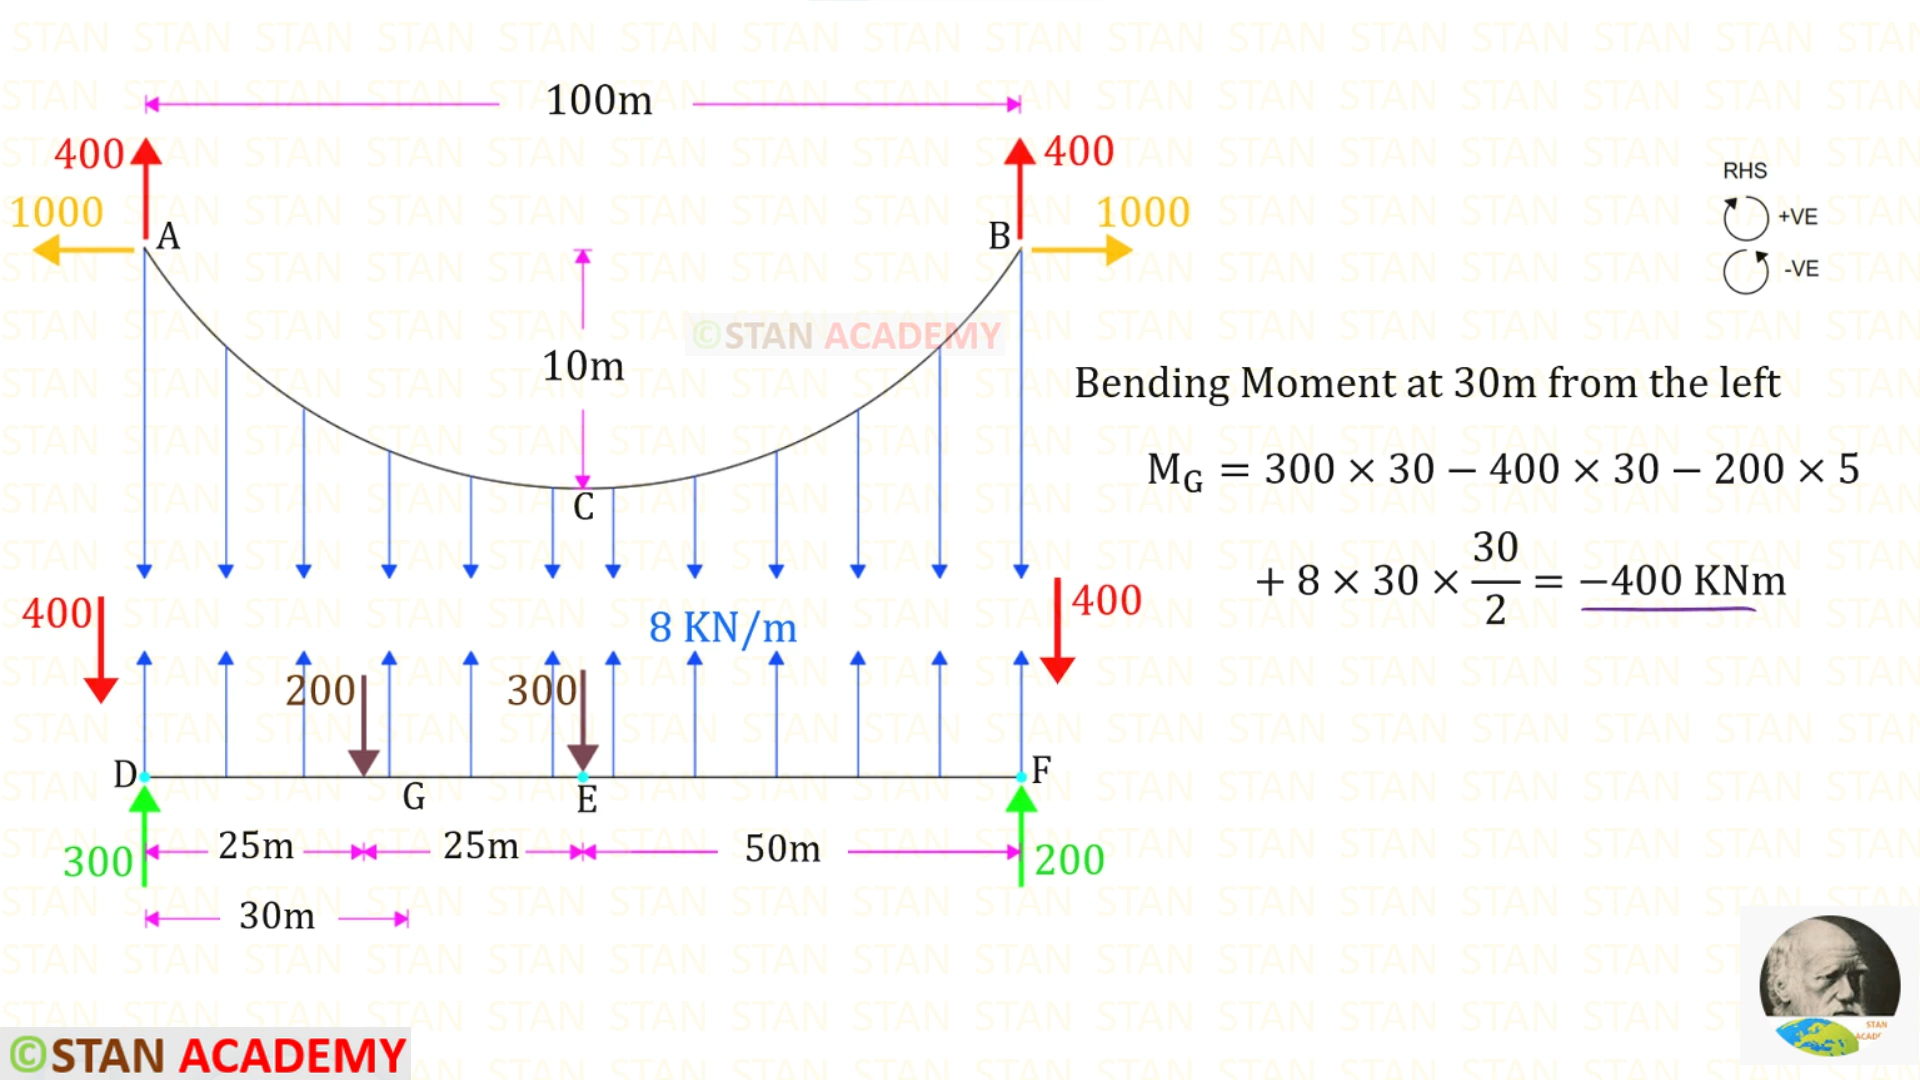 100m
400
400
1000
1000
A
B
RHS
+VE
-VE
10m
©STAN ACADEMY
C
Bending Moment at 30m from the left
M_G = 300 × 30 − 400 × 30 − 200 × 5
+ 8 × 30 × 30/2 = −400 KNm
400
8 KN/m
400
200
300
D
G
E
F
25m
25m
50m
300
200
30m
©STAN ACADEMY
STAN
ACADE